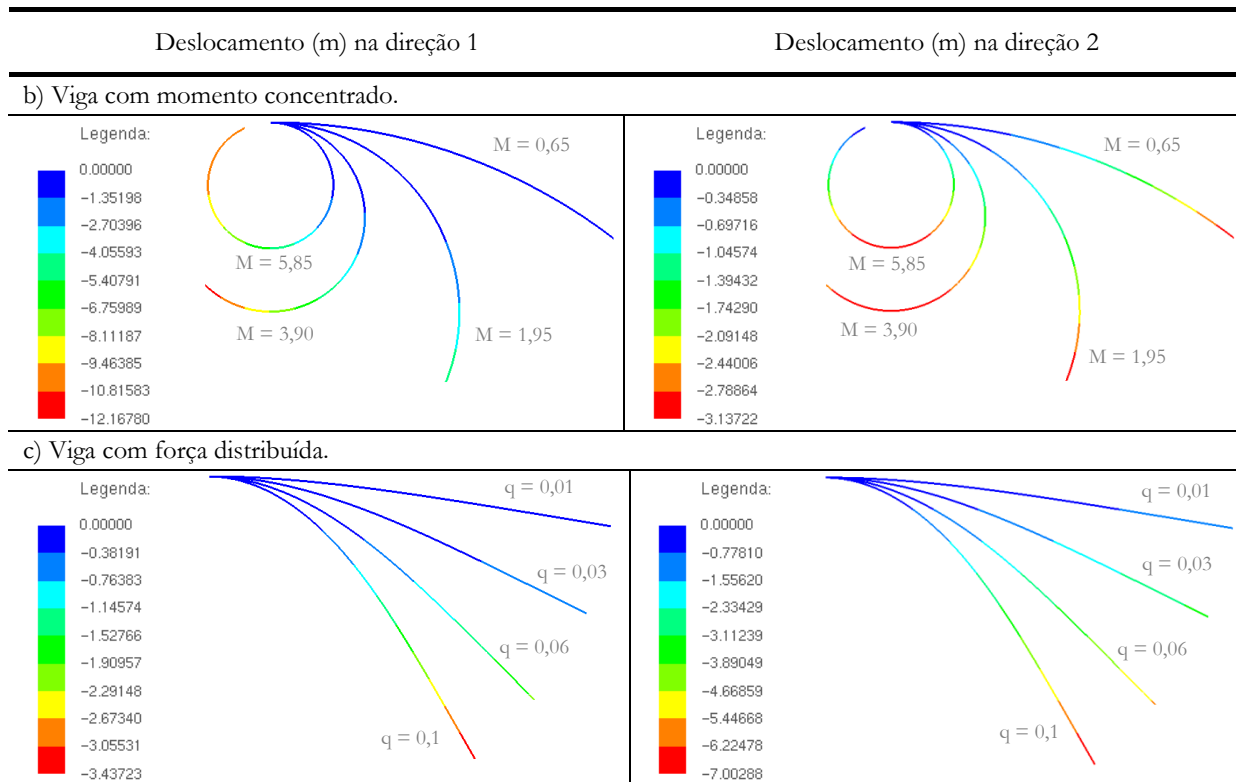 Deslocamento (m) na direção 1
Deslocamento (m) na direção 2
b) Viga com momento concentrado.
Legenda:
0.00000
−1.35198
−2.70396
−4.05593
−5.40791
−6.75989
−8.11187
−9.46385
−10.81583
−12.16780
M = 0,65
M = 5,85
M = 3,90
M = 1,95
Legenda:
0.00000
−0.34858
−0.69716
−1.04574
−1.39432
−1.74290
−2.09148
−2.44006
−2.78864
−3.13722
M = 0,65
M = 5,85
M = 3,90
M = 1,95
c) Viga com força distribuída.
Legenda:
0.00000
−0.38191
−0.76383
−1.14574
−1.52766
−1.90957
−2.29148
−2.67340
−3.05531
−3.43723
q = 0,01
q = 0,03
q = 0,06
q = 0,1
Legenda:
0.00000
−0.77810
−1.55620
−2.33429
−3.11239
−3.89049
−4.66859
−5.44668
−6.22478
−7.00288
q = 0,01
q = 0,03
q = 0,06
q = 0,1